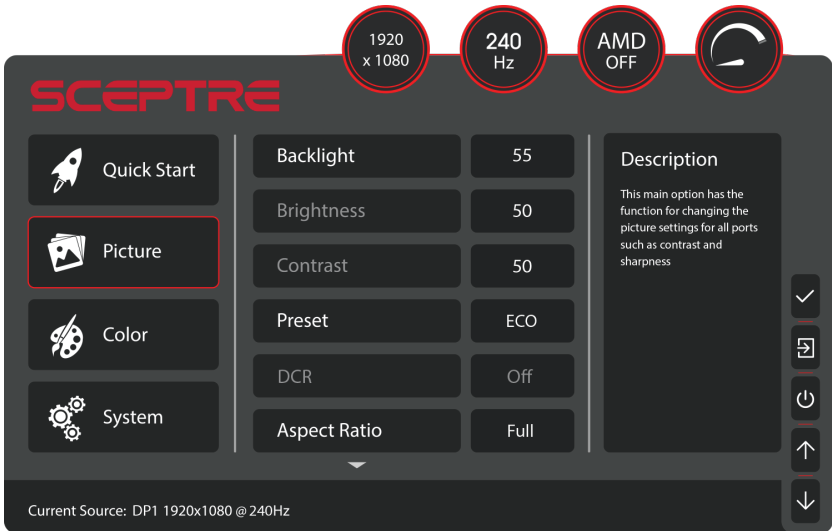 1920
x 1080
240
Hz
AMD
OFF
SCEPTRE
Quick Start
Picture
Color
System
Backlight 55
Brightness 50
Contrast 50
Preset ECO
DCR Off
Aspect Ratio Full
Description
This main option has the
function for changing the
picture settings for all ports
such as contrast and
sharpness
Current Source: DP1 1920x1080 @ 240Hz